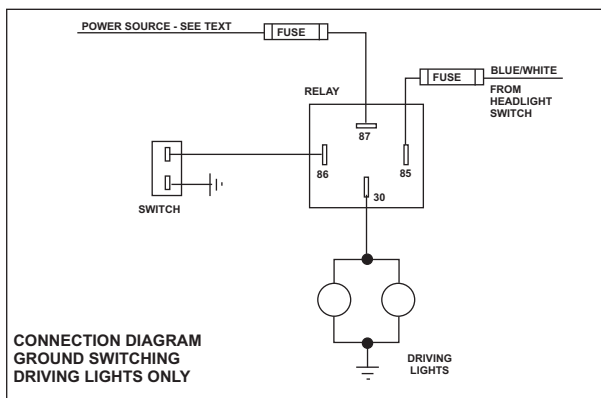 POWER SOURCE - SEE TEXT
FUSE
FUSE
BLUE/WHITE
FROM
HEADLIGHT
SWITCH
RELAY
87
86
85
30
SWITCH
DRIVING
LIGHTS
CONNECTION DIAGRAM
GROUND SWITCHING
DRIVING LIGHTS ONLY